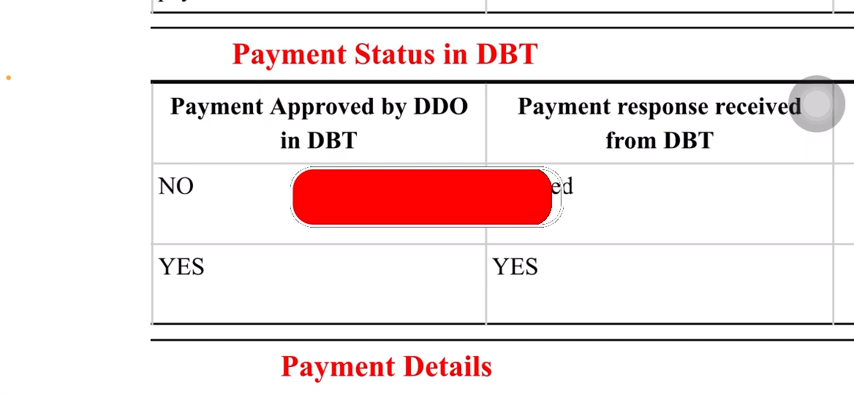 Payment Status in DBT
Payment Approved by DDO
in DBT
Payment response received
from DBT
NO
YES
YES
Payment Details